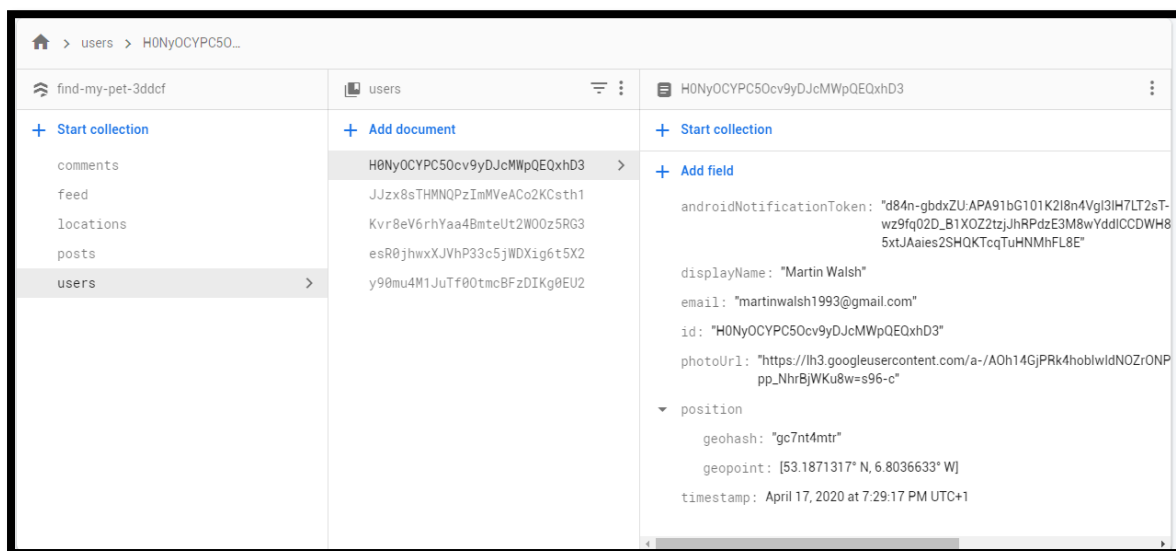 users > H0NyOCYPC5O...
find-my-pet-3ddcf
users
H0NyOCYPC5Ocv9yDJcMWpQEQxhD3
+ Start collection
+ Add document
+ Start collection
comments
feed
locations
posts
users
H0NyOCYPC5Ocv9yDJcMWpQEQxhD3
JJzx8sTHMNQPzImMVeACo2KCsth1
Kvr8eV6rhYaa4BmteUt2WOOz5RG3
esR0jhwxXJVhP33c5jWDXig6t5X2
y90mu4M1JuTf0OtmcBFzDIKg0EU2
+ Add field
androidNotificationToken: "d84n-gbdxZU:APA91bG101K2I8n4Vgl3IH7LT2sT-
wz9fq02D_B1XOZ2tzjJhRPdzE3M8wYddICCDWH8
5xtJAaies2SHQKTcqTuHNMhFL8E"
displayName: "Martin Walsh"
email: "martinwalsh1993@gmail.com"
id: "H0NyOCYPC5Ocv9yDJcMWpQEQxhD3"
photoUrl: "https://lh3.googleusercontent.com/a-/AOh14GjPRk4hoblwldNOZrONP
pp_NhrBjWKu8w=s96-c"
position
geohash: "gc7nt4mtr"
geopoint: [53.1871317° N, 6.8036633° W]
timestamp: April 17, 2020 at 7:29:17 PM UTC+1